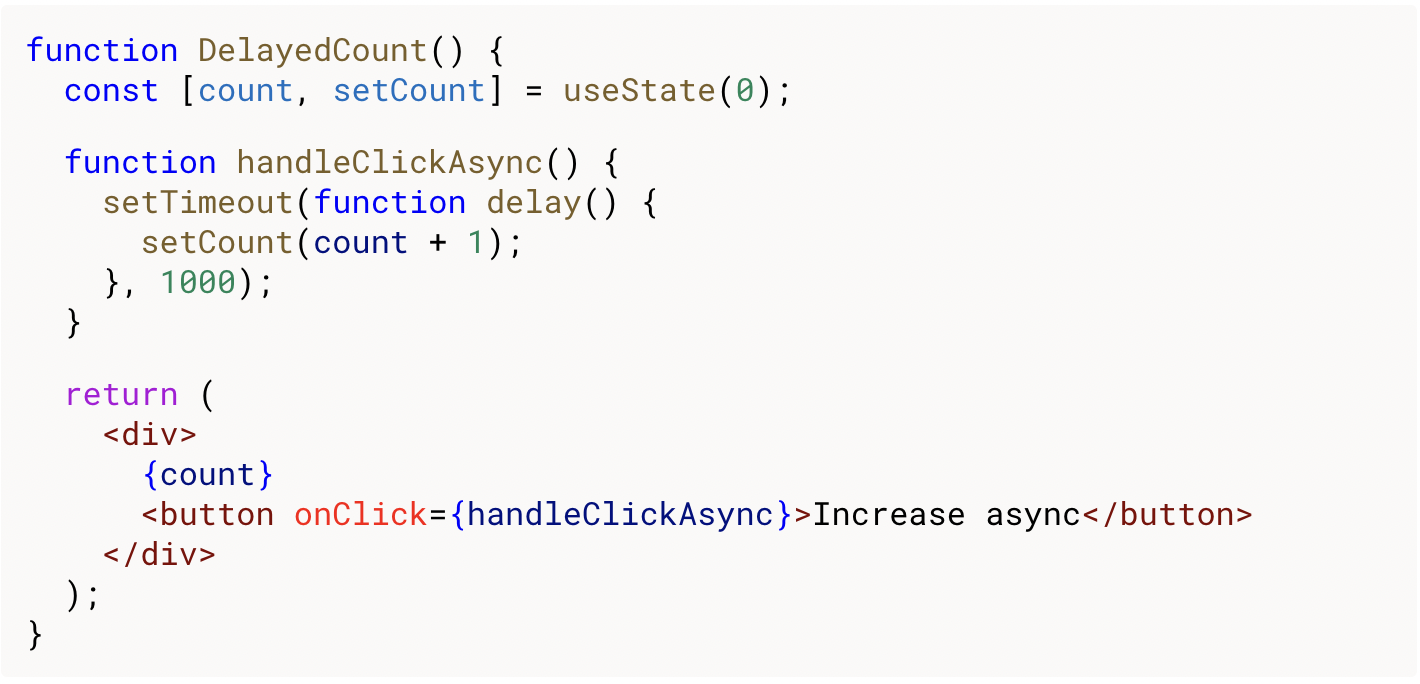 function DelayedCount() {
  const [count, setCount] = useState(0);

  function handleClickAsync() {
    setTimeout(function delay() {
      setCount(count + 1);
    }, 1000);
  }

  return (
    <div>
      {count}
      <button onClick={handleClickAsync}>Increase async</button>
    </div>
  );
}